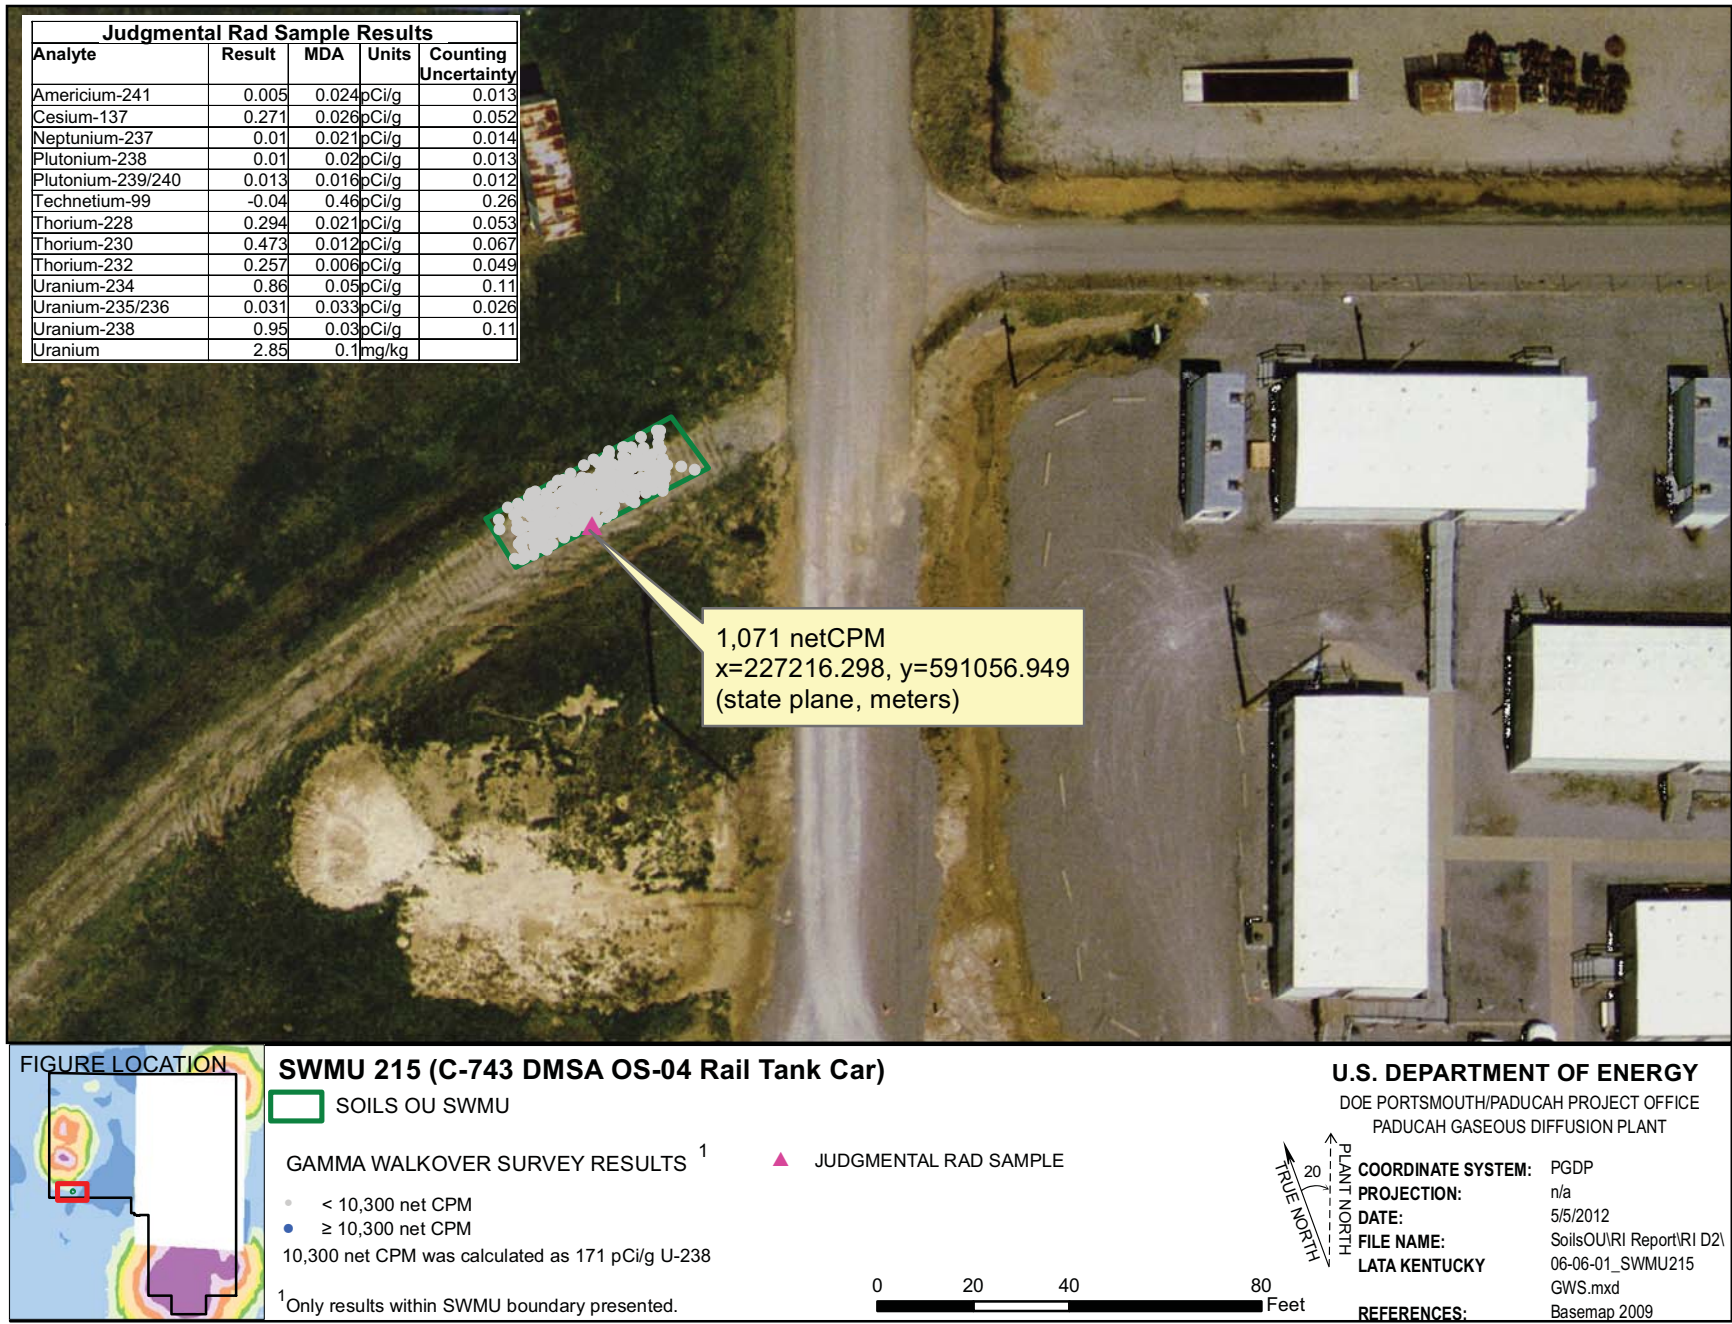 Judgmental Rad Sample Results
Analyte Result MDA Units Counting Uncertainty
Americium-241 0.005 0.024 pCi/g 0.013
Cesium-137 0.271 0.026 pCi/g 0.052
Neptunium-237 0.01 0.021 pCi/g 0.014
Plutonium-238 0.01 0.02 pCi/g 0.013
Plutonium-239/240 0.013 0.016 pCi/g 0.012
Technetium-99 -0.04 0.46 pCi/g 0.26
Thorium-228 0.294 0.021 pCi/g 0.053
Thorium-230 0.473 0.012 pCi/g 0.067
Thorium-232 0.257 0.006 pCi/g 0.049
Uranium-234 0.86 0.05 pCi/g 0.11
Uranium-235/236 0.031 0.033 pCi/g 0.026
Uranium-238 0.95 0.03 pCi/g 0.11
Uranium 2.85 0.1 mg/kg
1,071 netCPM
x=227216.298, y=591056.949
(state plane, meters)
FIGURE LOCATION
SWMU 215 (C-743 DMSA OS-04 Rail Tank Car)
SOILS OU SWMU
GAMMA WALKOVER SURVEY RESULTS 1
< 10,300 net CPM
≥ 10,300 net CPM
10,300 net CPM was calculated as 171 pCi/g U-238
1Only results within SWMU boundary presented.
JUDGMENTAL RAD SAMPLE
0 20 40 80
Feet
TRUE NORTH
20
PLANT NORTH
U.S. DEPARTMENT OF ENERGY
DOE PORTSMOUTH/PADUCAH PROJECT OFFICE
PADUCAH GASEOUS DIFFUSION PLANT
COORDINATE SYSTEM: PGDP
PROJECTION: n/a
DATE: 5/5/2012
FILE NAME: SoilsOU\RI Report\RI D2\
LATA KENTUCKY 06-06-01_SWMU215
GWS.mxd
REFERENCES: Basemap 2009